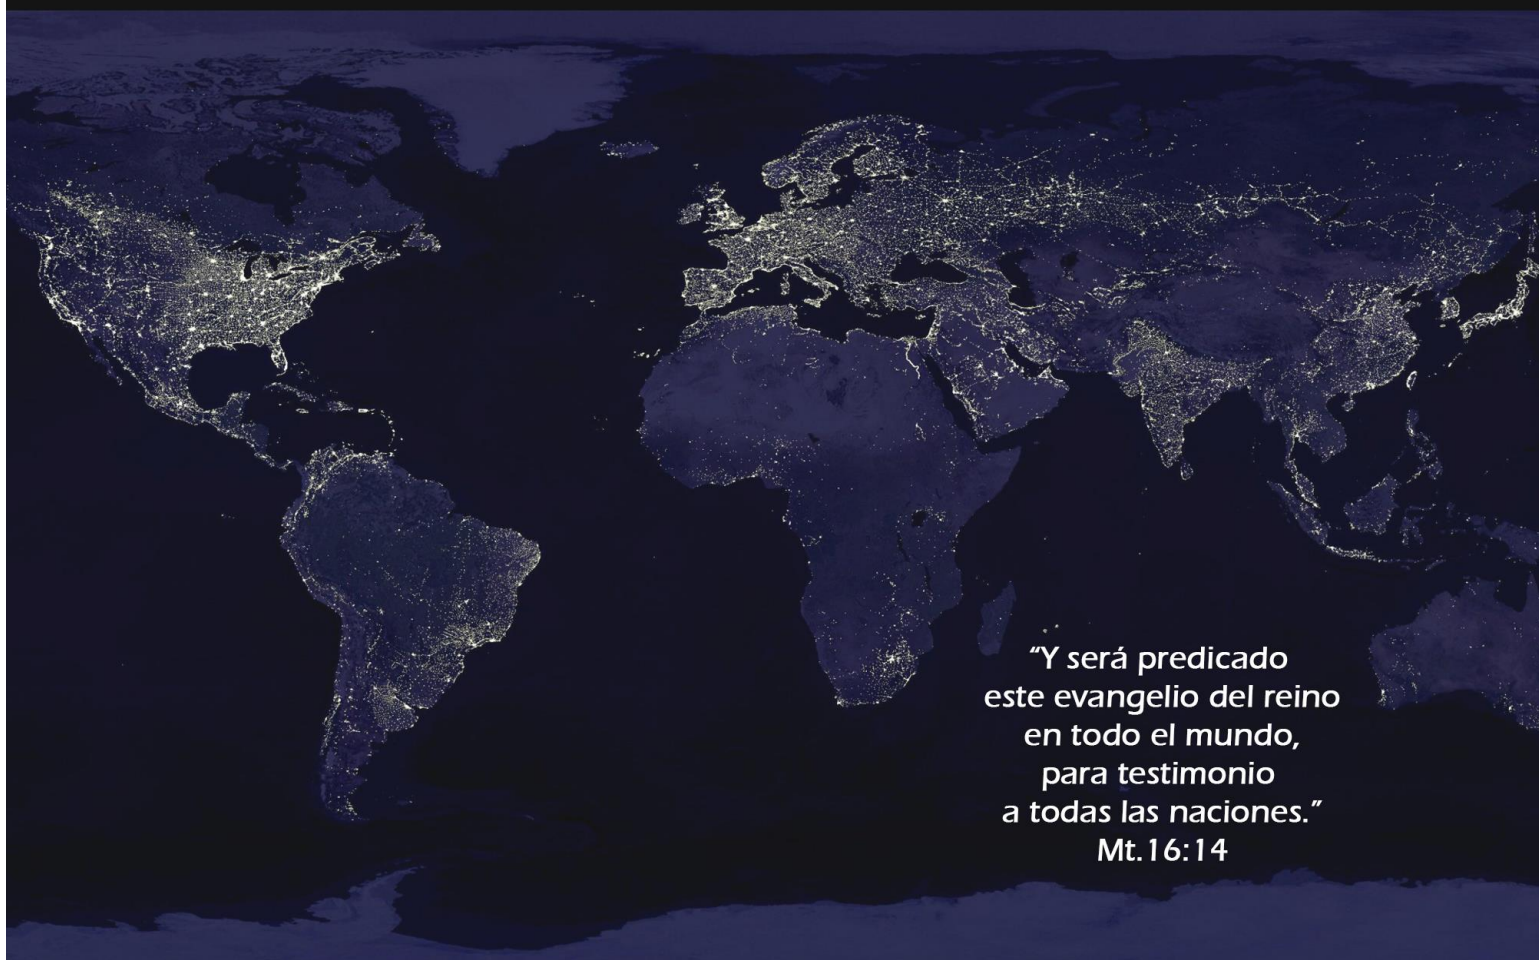 “Y será predicado
este evangelio del reino
en todo el mundo,
para testimonio
a todas las naciones.”
Mt.16:14